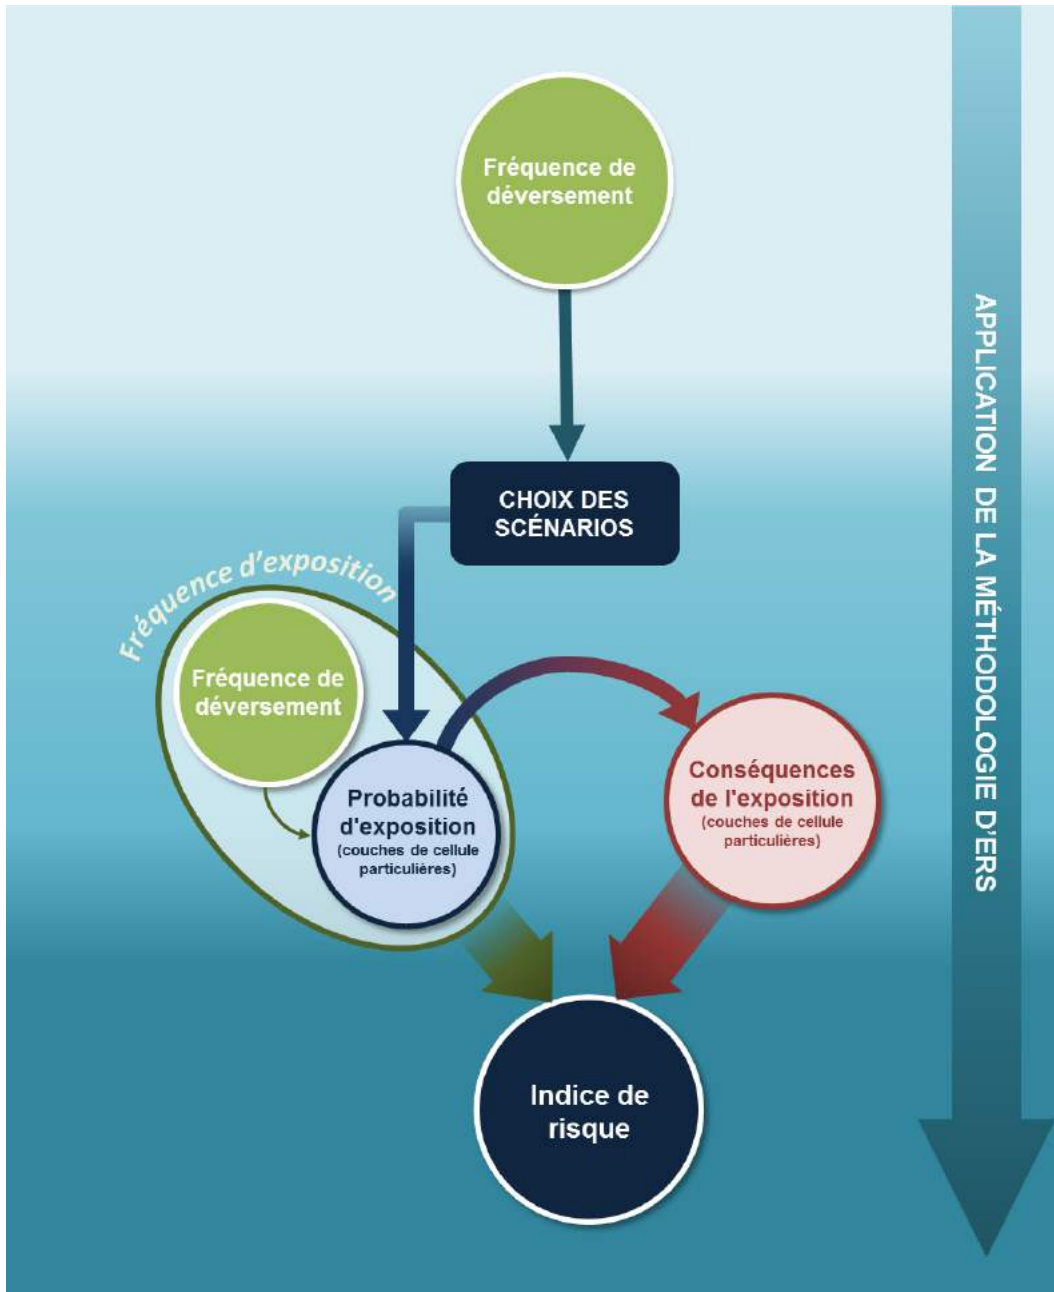 Fréquence de
déversement
CHOIX DES
SCÉNARIOS
Fréquence d'exposition
Fréquence de
déversement
Probabilité
d'exposition
(couches de cellule
particulières)
Conséquences
de l'exposition
(couches de cellule
particulières)
Indice de
risque
APPLICATION DE LA MÉTHODOLOGIE D'ERS